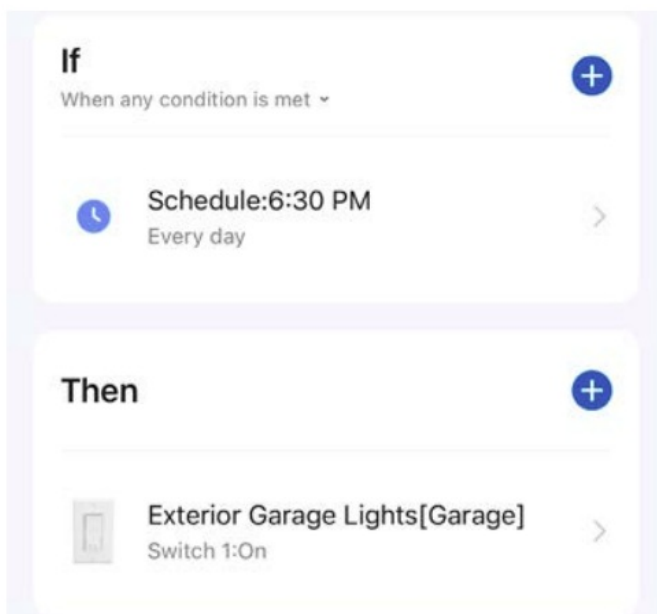 If
When any condition is met
Schedule:6:30 PM
Every day
Then
Exterior Garage Lights[Garage]
Switch 1:On